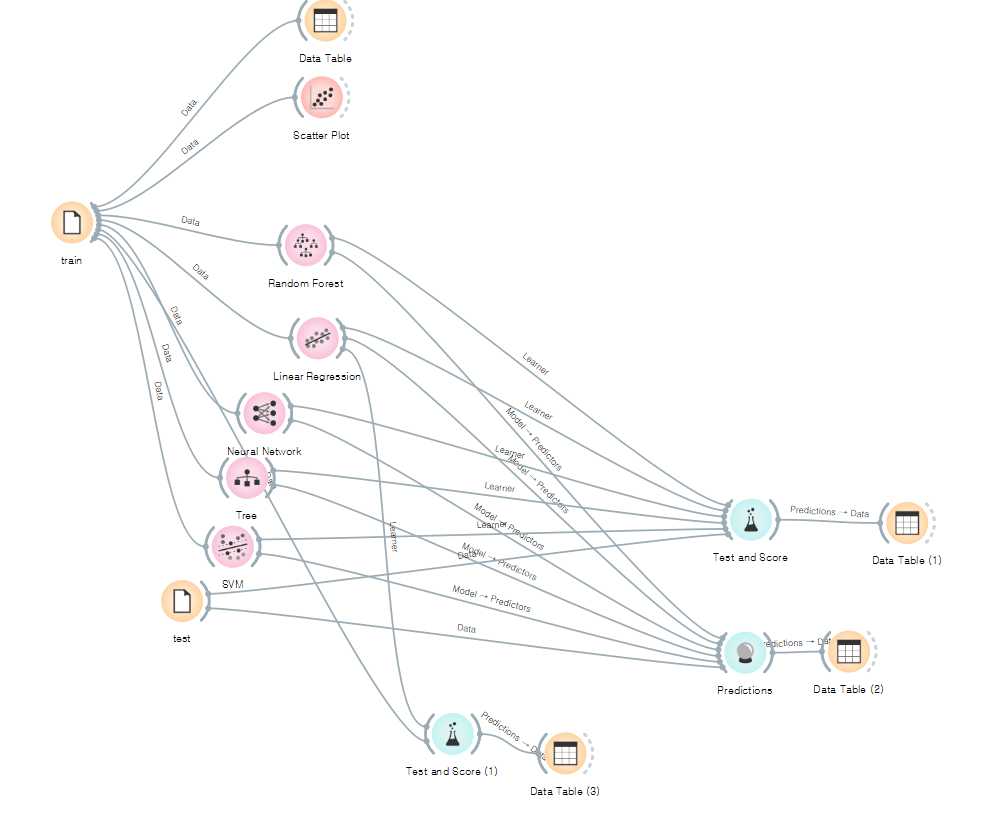 Data Table
Data
Scatter Plot
Data
train
Data
Random Forest
Data
Data
Linear Regression
Learner
Data
Data
Learner
Model → Predictors
Neural Network
Learner
Model → Predictors
Tree
Learner
Model → Predictors
Learner
Predictions → Data
Test and Score
Data Table (1)
Learner
Data
Model → Predictors
SVM
Model → Predictors
test
Data
Predictions
Data Table (2)
Predictions → Data
Test and Score (1)
Data Table (3)